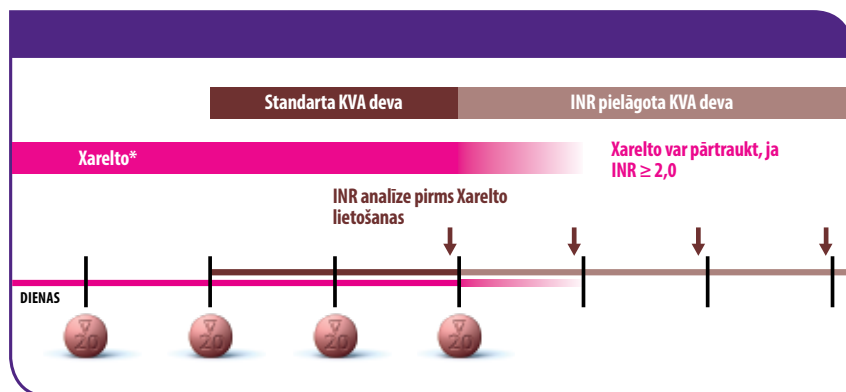 Standarta KVA deva
INR pielāgota KVA deva
Xarelto*
Xarelto var pārtraukt, ja
INR ≥ 2,0
INR analīze pirms Xarelto
lietošanas
DIENAS
20
20
20
20